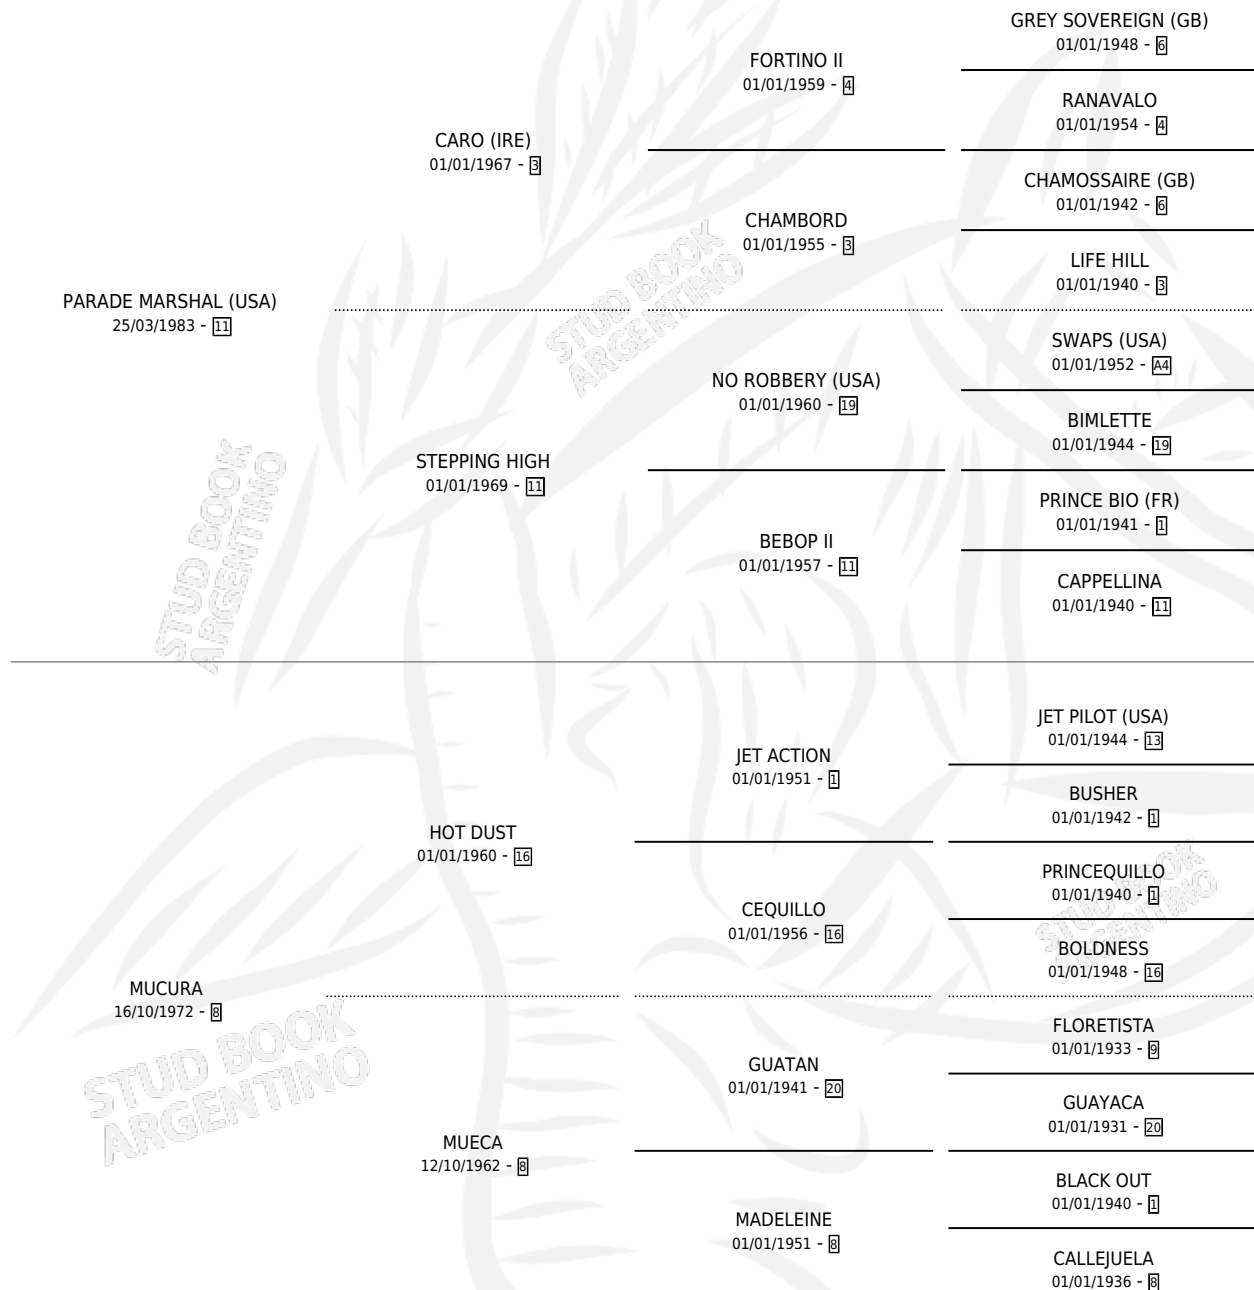 GREY SOVEREIGN (GB)
01/01/1948 - 6
FORTINO II
01/01/1959 - 4
RANAVALO
01/01/1954 - 4
CARO (IRE)
01/01/1967 - 3
CHAMOSSAIRE (GB)
01/01/1942 - 6
CHAMBORD
01/01/1955 - 3
LIFE HILL
01/01/1940 - 3
PARADE MARSHAL (USA)
25/03/1983 - 11
SWAPS (USA)
01/01/1952 - A4
NO ROBBERY (USA)
01/01/1960 - 19
BIMLETTE
01/01/1944 - 19
STEPPING HIGH
01/01/1969 - 11
PRINCE BIO (FR)
01/01/1941 - 1
BEBOP II
01/01/1957 - 11
CAPPELLINA
01/01/1940 - 11
STUD BOOK
ARGENTINO
STUD BOOK
ARGENTINO
JET PILOT (USA)
01/01/1944 - 13
JET ACTION
01/01/1951 - 1
BUSHER
01/01/1942 - 1
HOT DUST
01/01/1960 - 16
PRINCEQUILLO
01/01/1940 - 1
CEQUILLO
01/01/1956 - 16
BOLDNESS
01/01/1948 - 16
MUCURA
16/10/1972 - 8
FLORETISTA
01/01/1933 - 9
GUATAN
01/01/1941 - 20
GUAYACA
01/01/1931 - 20
MUECA
12/10/1962 - 8
BLACK OUT
01/01/1940 - 1
MADELEINE
01/01/1951 - 8
CALLEJUELA
01/01/1936 - 8
STUD BOOK
ARGENTINO
STUD BOOK
ARGENTINO